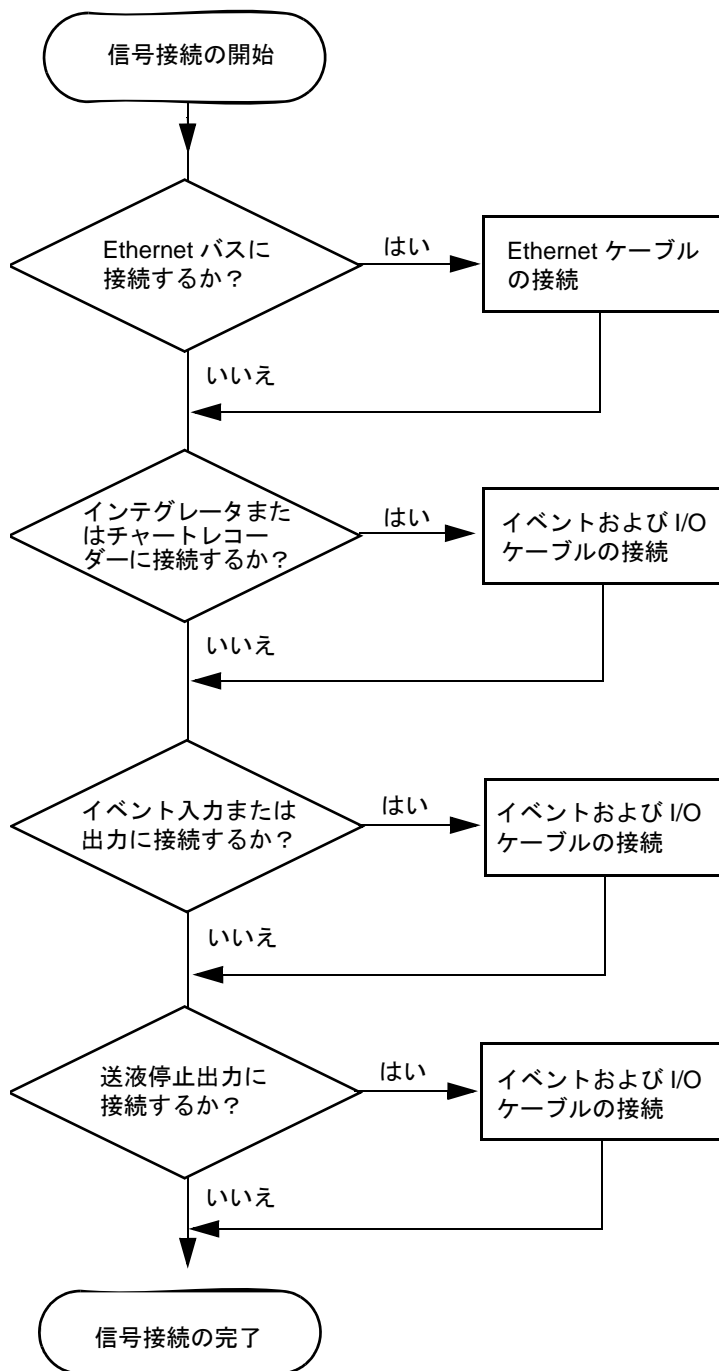 信号接続の開始
Ethernet バスに
接続するか？
はい
Ethernet ケーブル
の接続
いいえ
インテグレータまた
はチャートレコー
ダーに接続するか？
はい
イベントおよび I/O
ケーブルの接続
いいえ
イベント入力または
出力に接続するか？
はい
イベントおよび I/O
ケーブルの接続
いいえ
送液停止出力に
接続するか？
はい
イベントおよび I/O
ケーブルの接続
いいえ
信号接続の完了